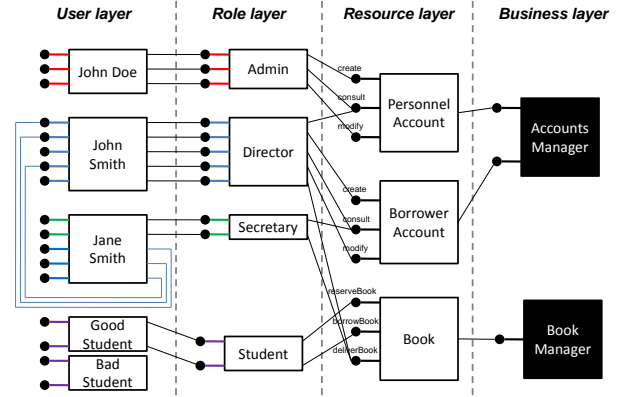 User layer
Role layer
Resource layer
Business layer
John Doe
Admin
create
consult
modify
Personnel
Account
Accounts
Manager
John
Smith
Director
create
consult
modify
Borrower
Account
Jane
Smith
Secretary
Good
Student
Bad
Student
Student
reserveBook
borrowBook
deliverBook
Book
Book
Manager